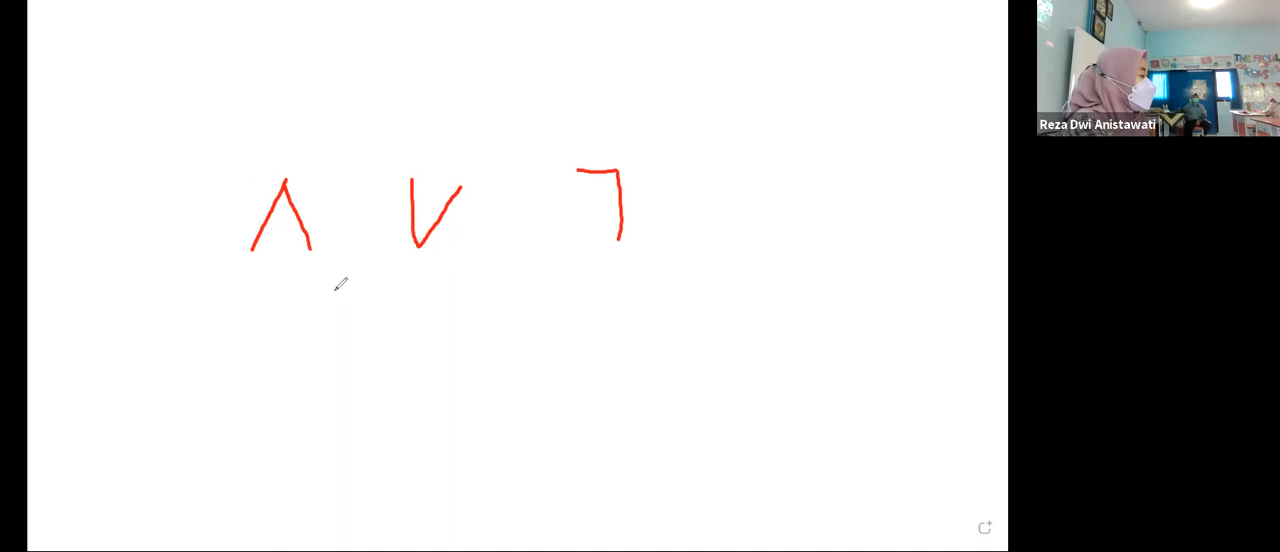 ∧ ∨ ㄱ
Reza Dwi Anistawati